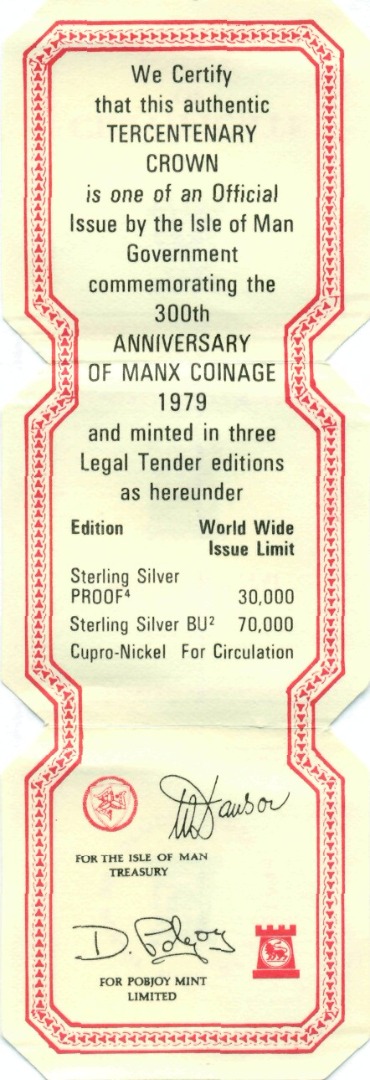 We Certify
that this authentic
TERCENTENARY
CROWN
is one of an Official
Issue by the Isle of Man
Government
commemorating the
300th
ANNIVERSARY
OF MANX COINAGE
1979
and minted in three
Legal Tender editions
as hereunder
Edition World Wide
Issue Limit
Sterling Silver
PROOF⁴ 30,000
Sterling Silver BU² 70,000
Cupro-Nickel For Circulation
FOR THE ISLE OF MAN
TREASURY
D. Pobjoy
FOR POBJOY MINT
LIMITED